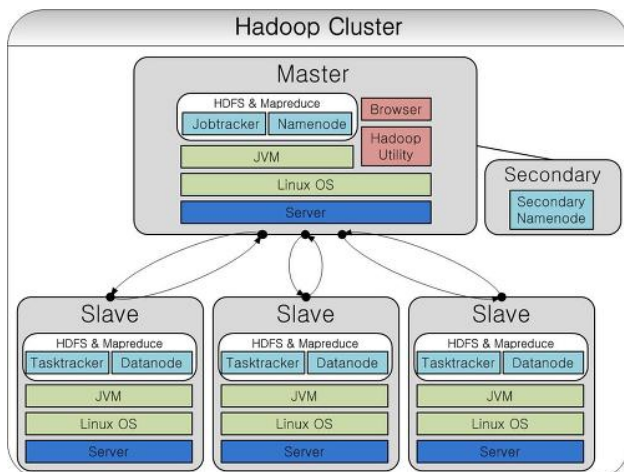 Hadoop Cluster
Master
HDFS & Mapreduce
Jobtracker Namenode
JVM
Linux OS
Server
Browser
Hadoop
Utility
Secondary
Secondary
Namenode
Slave
HDFS & Mapreduce
Tasktracker Datanode
JVM
Linux OS
Server
Slave
HDFS & Mapreduce
Tasktracker Datanode
JVM
Linux OS
Server
Slave
HDFS & Mapreduce
Tasktracker Datanode
JVM
Linux OS
Server